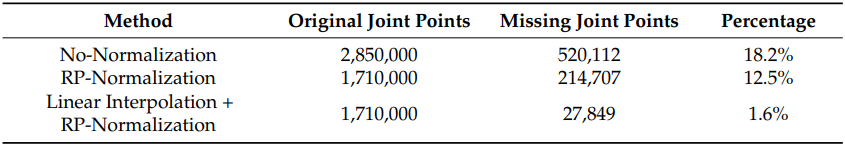 Method Original Joint Points Missing Joint Points Percentage
No-Normalization 2,850,000 520,112 18.2%
RP-Normalization 1,710,000 214,707 12.5%
Linear Interpolation +
RP-Normalization 1,710,000 27,849 1.6%